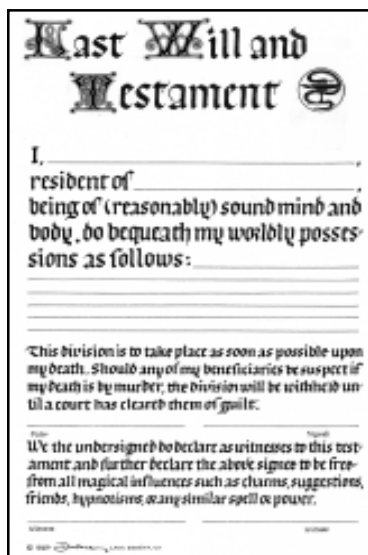 Last Will and
Testament
I,                    ,
resident of                    ,
being of (reasonably) sound mind and
body, do bequeath my worldly posses-
sions as follows:
This division is to take place as soon as possible upon
my death. Should any of my beneficiaries be suspect if
my death is by murder, the division will be withheld un-
til a court has cleared them of guilt.
We the undersigned do declare as witnesses to this test-
ament and further declare the above signer to be free
from all magical influences such as charms, suggestions,
friends, hypnotisms, or any similar spell or power.